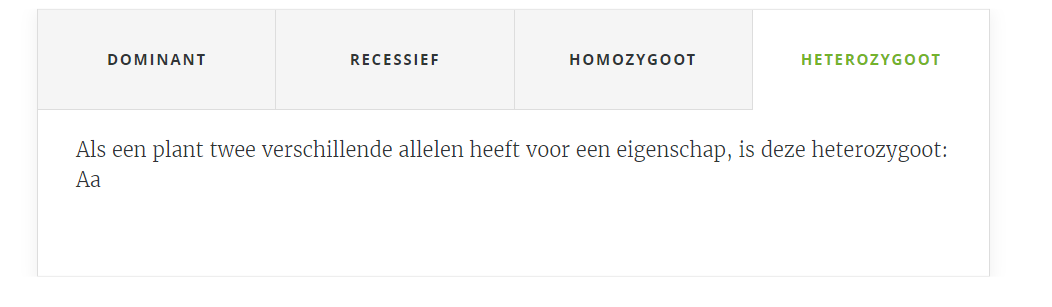 DOMINANT
RECESSIEF
HOMOZYGOOT
HETEROZYGOOT
Als een plant twee verschillende allelen heeft voor een eigenschap, is deze heterozygoot:
Aa